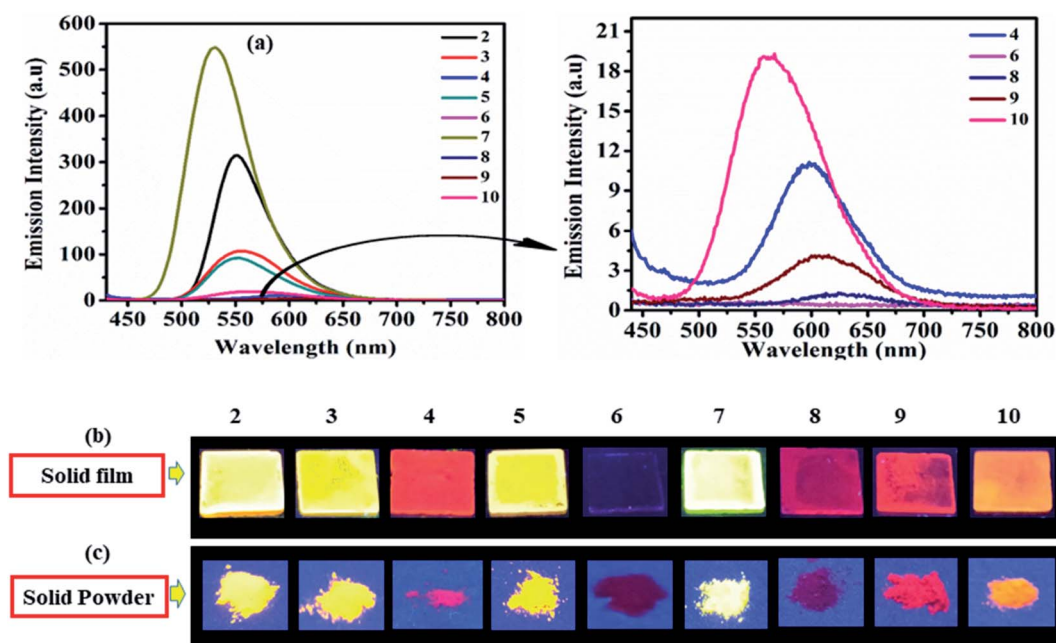 (a)
600
500
400
300
200
100
0
Emission Intensity (a.u)
450 500 550 600 650 700 750 800
Wavelength (nm)
2
3
4
5
6
7
8
9
10
21
18
15
12
9
6
3
0
Emission Intensity (a.u)
450 500 550 600 650 700 750 800
Wavelength (nm)
4
6
8
9
10
2 3 4 5 6 7 8 9 10
(b)
Solid film
(c)
Solid Powder